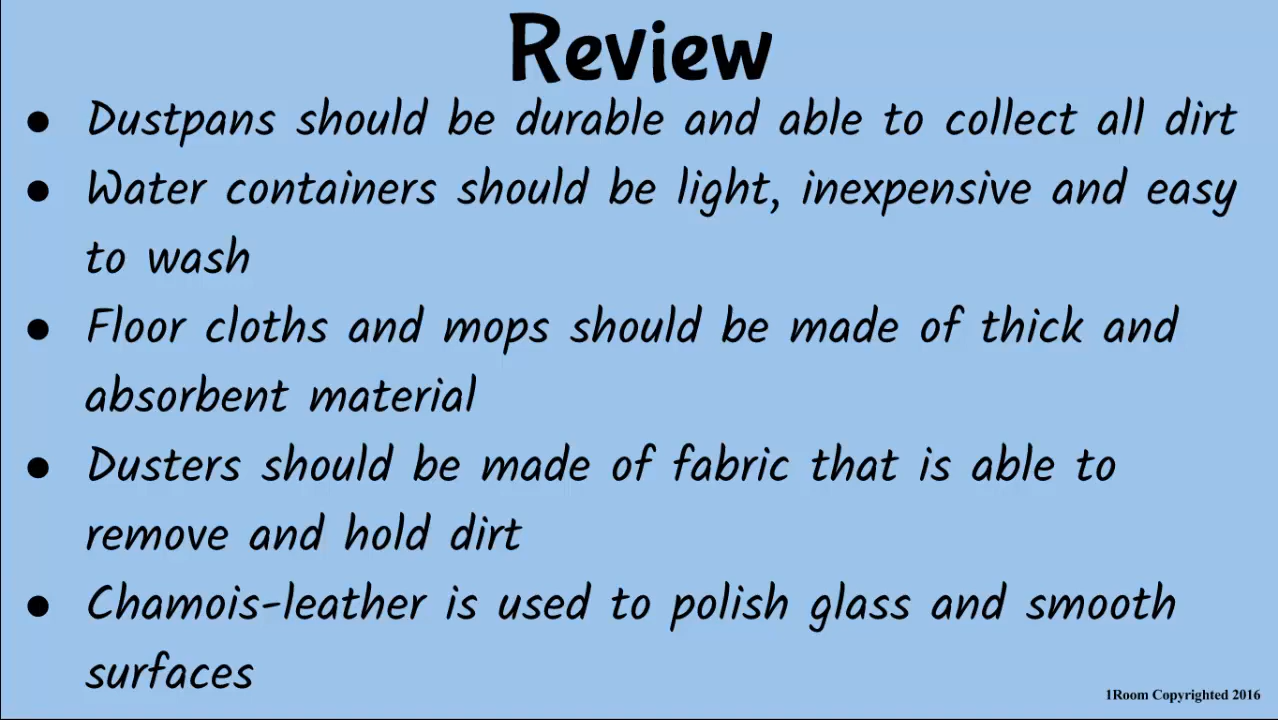 Review
● Dustpans should be durable and able to collect all dirt
● Water containers should be light, inexpensive and easy
to wash
● Floor cloths and mops should be made of thick and
absorbent material
● Dusters should be made of fabric that is able to
remove and hold dirt
● Chamois-leather is used to polish glass and smooth
surfaces
1Room Copyrighted 2016